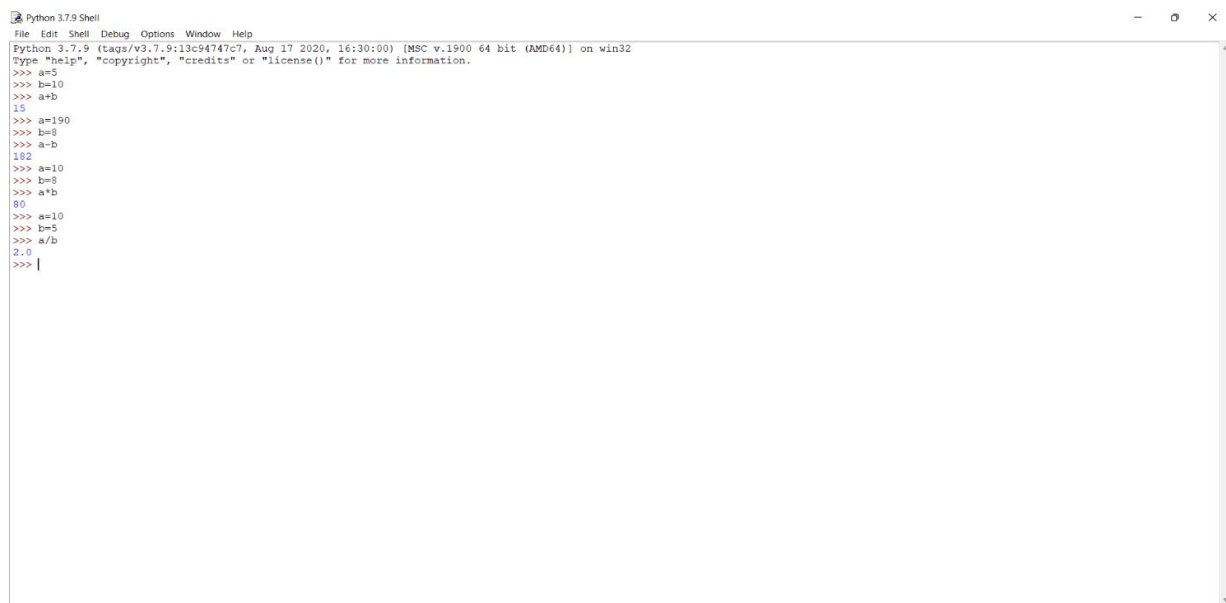 Python 3.7.9 Shell
File Edit Shell Debug Options Window Help
Python 3.7.9 (tags/v3.7.9:13c94747c7, Aug 17 2020, 16:30:00) [MSC v.1900 64 bit (AMD64)] on win32
Type "help", "copyright", "credits" or "license()" for more information.
>>> a=5
>>> b=10
>>> a+b
15
>>> a=190
>>> b=8
>>> a-b
182
>>> a=10
>>> b=8
>>> a*b
80
>>> a=10
>>> b=5
>>> a/b
2.0
>>>